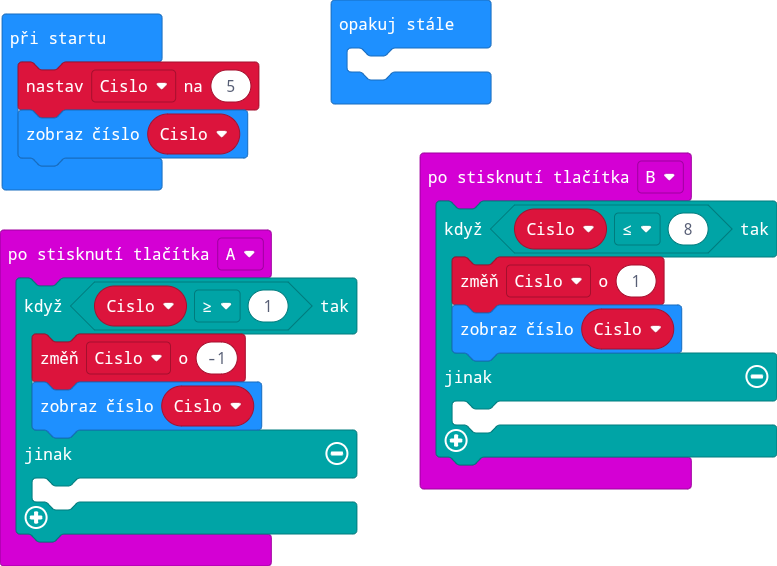 při startu
nastav Cislo na 5
zobraz číslo Cislo
opakuj stále
po stisknutí tlačítka A
když Cislo ≥ 1 tak
změň Cislo o -1
zobraz číslo Cislo
jinak
po stisknutí tlačítka B
když Cislo ≤ 8 tak
změň Cislo o 1
zobraz číslo Cislo
jinak